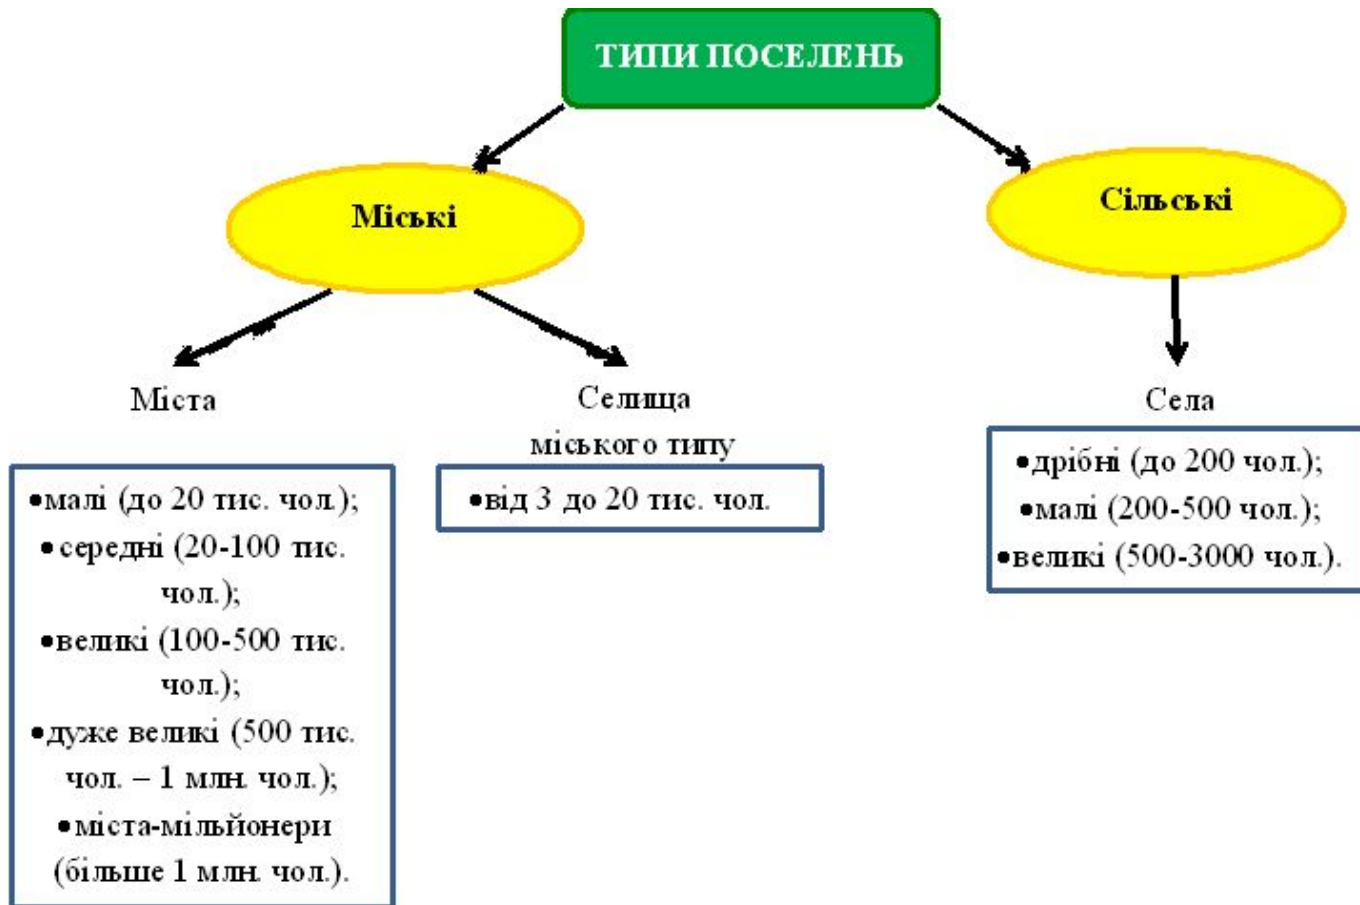 ТИПИ ПОСЕЛЕНЬ
Міські
Сільські
Міста
●малі (до 20 тис. чол.);
●середні (20-100 тис.
чол.);
●великі (100-500 тис.
чол.);
●дуже великі (500 тис.
чол. – 1 млн. чол.);
●міста-мільйонери
(більше 1 млн. чол.).
Селища
міського типу
●від 3 до 20 тис. чол.
Села
●дрібні (до 200 чол.);
●малі (200-500 чол.);
●великі (500-3000 чол.).